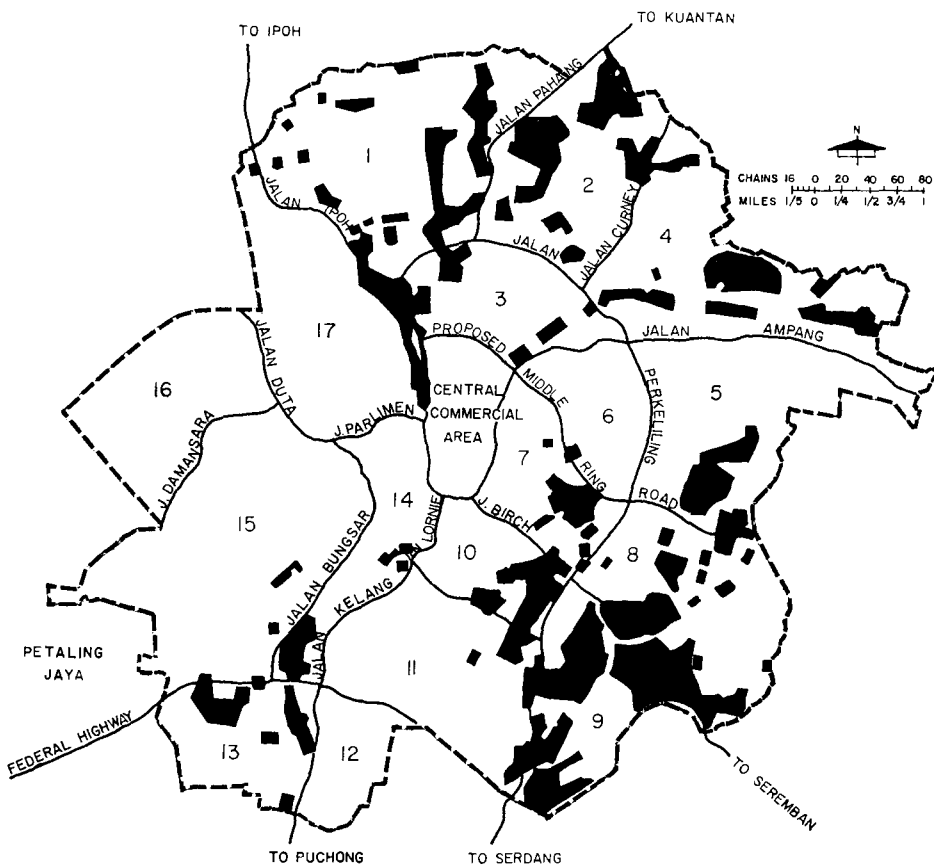 TO IPOH
TO KUANTAN
JALAN PAHANG
1
2
N
CHAINS 16 0 20 40 60 80
MILES 1/5 0 1/4 1/2 3/4 1
JALAN IPOH
JALAN CURNEY
4
JALAN
3
17
PROPOSED MIDDLE RING ROAD
JALAN AMPANG
PERKELILING
16
JALAN DUTA
CENTRAL
COMMERCIAL
AREA
5
6
J. PARLIMEN
J. DAMANSARA
7
14
15
J. BIRCH
LORNIE
10
8
JALAN BUNGSAR
JALAN KELANG
PETALING
JAYA
11
9
FEDERAL HIGHWAY
13
12
TO SEREMBAN
TO PUCHONG
TO SERDANG